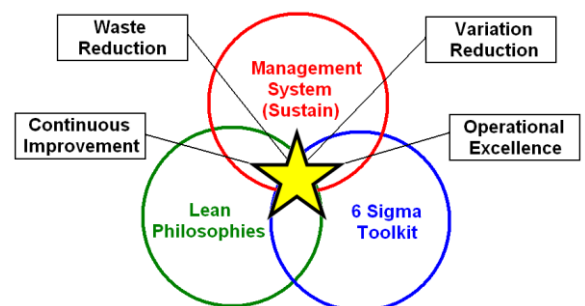 Waste
Reduction
Variation
Reduction
Management
System
(Sustain)
Continuous
Improvement
Operational
Excellence
Lean
Philosophies
6 Sigma
Toolkit